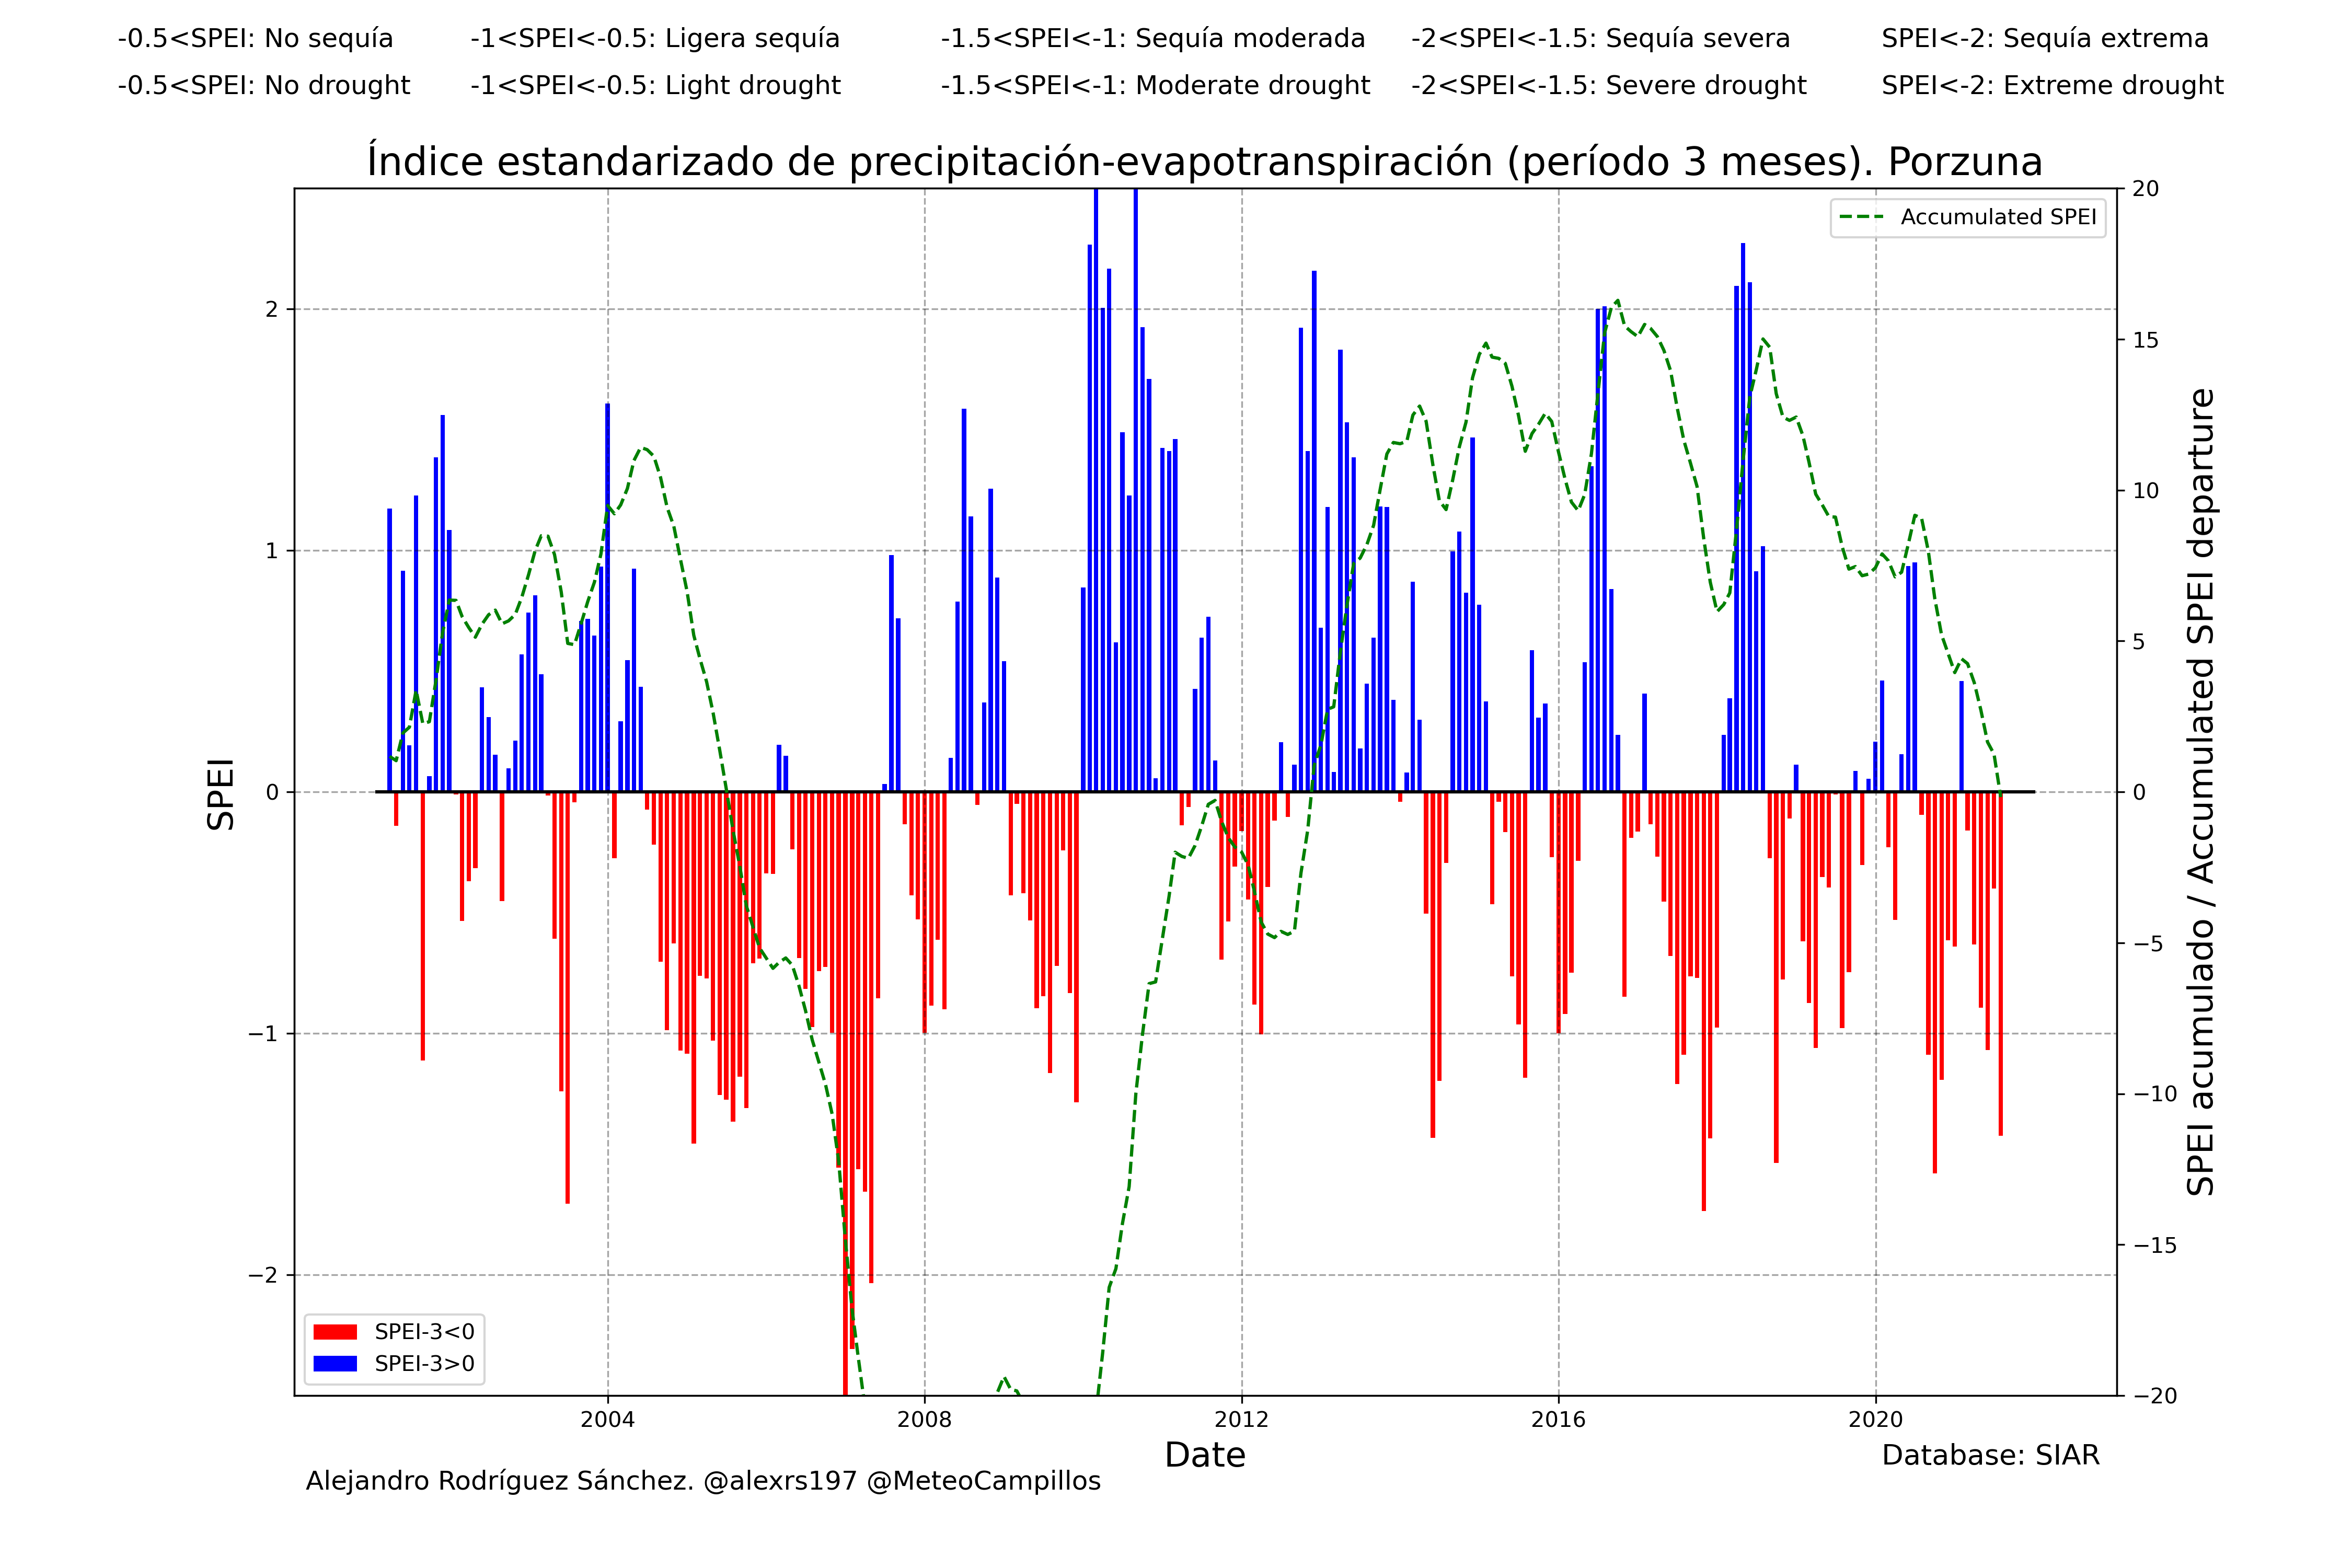 -0.5<SPEI: No sequía -1<SPEI<-0.5: Ligera sequía -1.5<SPEI<-1: Sequía moderada -2<SPEI<-1.5: Sequía severa SPEI<-2: Sequía extrema
-0.5<SPEI: No drought -1<SPEI<-0.5: Light drought -1.5<SPEI<-1: Moderate drought -2<SPEI<-1.5: Severe drought SPEI<-2: Extreme drought
Índice estandarizado de precipitación-evapotranspiración (período 3 meses). Porzuna
Accumulated SPEI
SPEI
2
1
0
−1
−2
20
15
10
5
0
−5
−10
−15
−20
SPEI acumulado / Accumulated SPEI departure
SPEI-3<0
SPEI-3>0
2004 2008 2012 2016 2020
Date
Database: SIAR
Alejandro Rodríguez Sánchez. @alexrs197 @MeteoCampillos